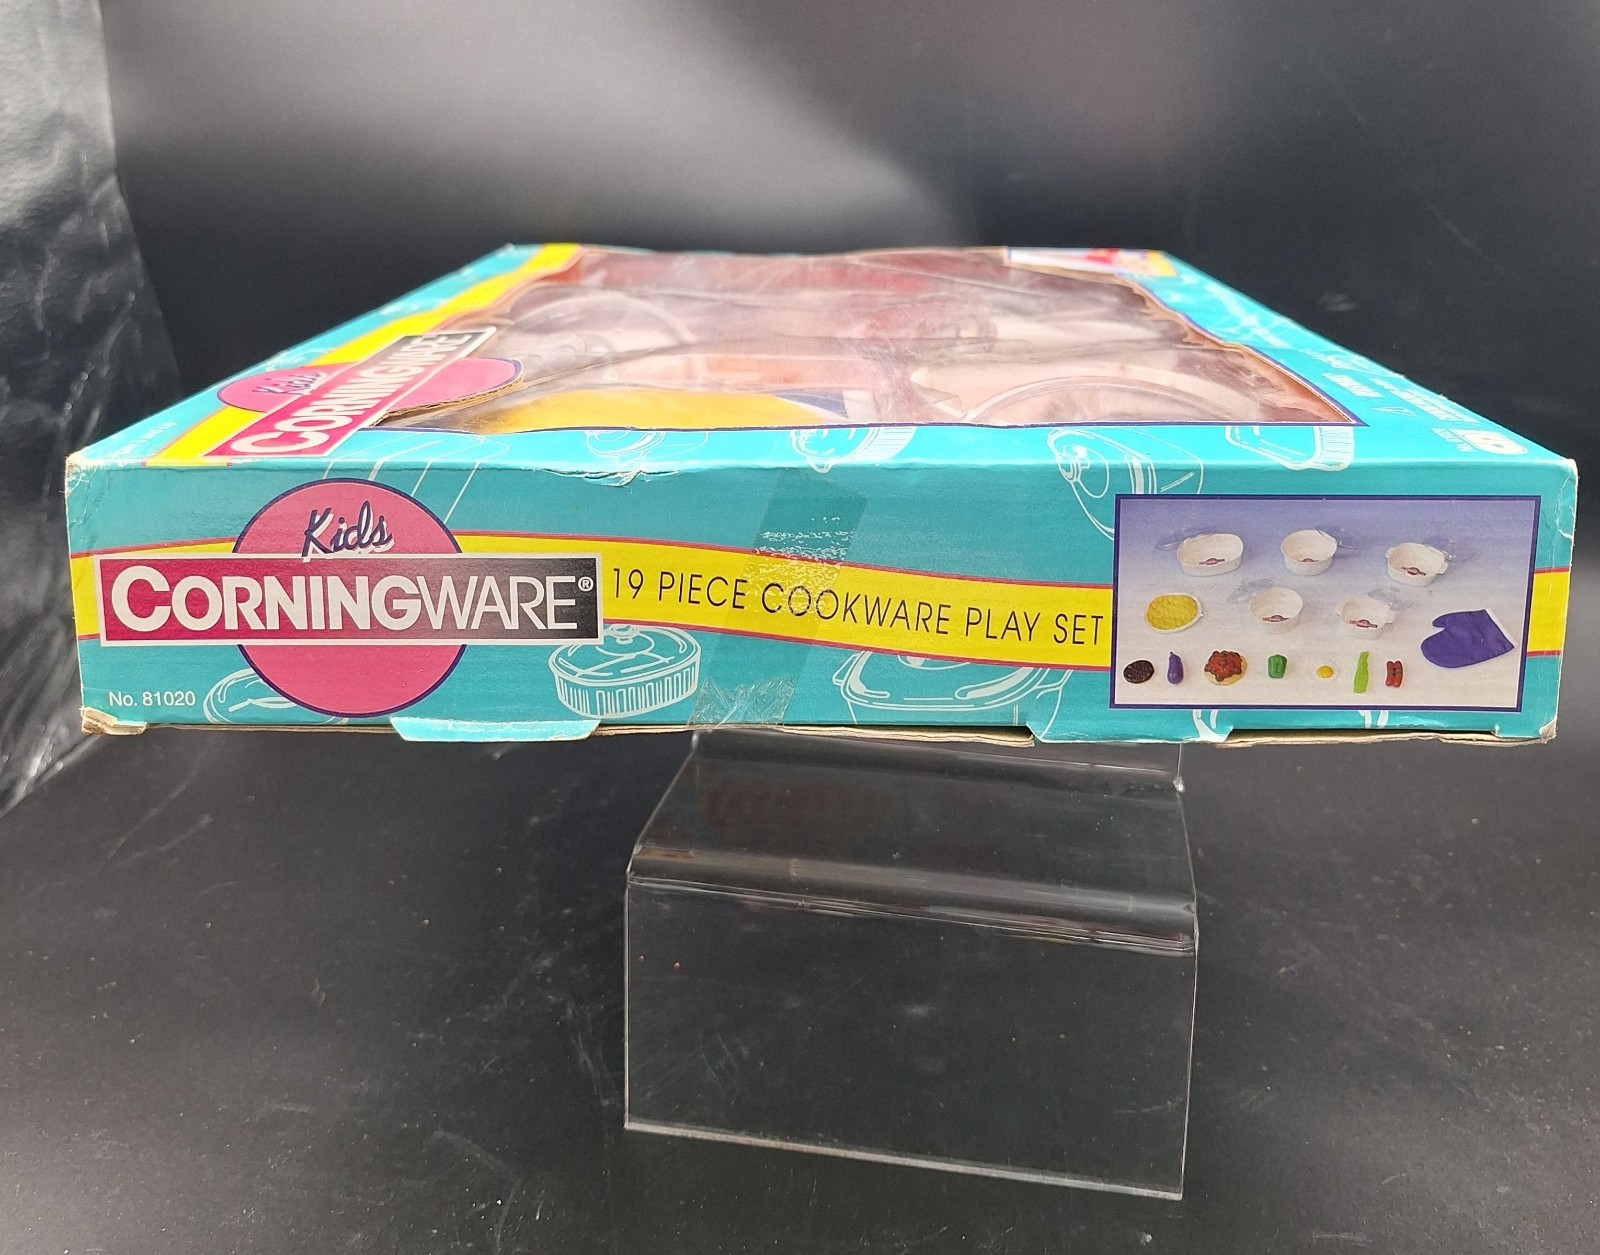 Kids
CORNINGWARE
Kids
CORNINGWARE®
19 PIECE COOKWARE PLAY SET
No. 81020